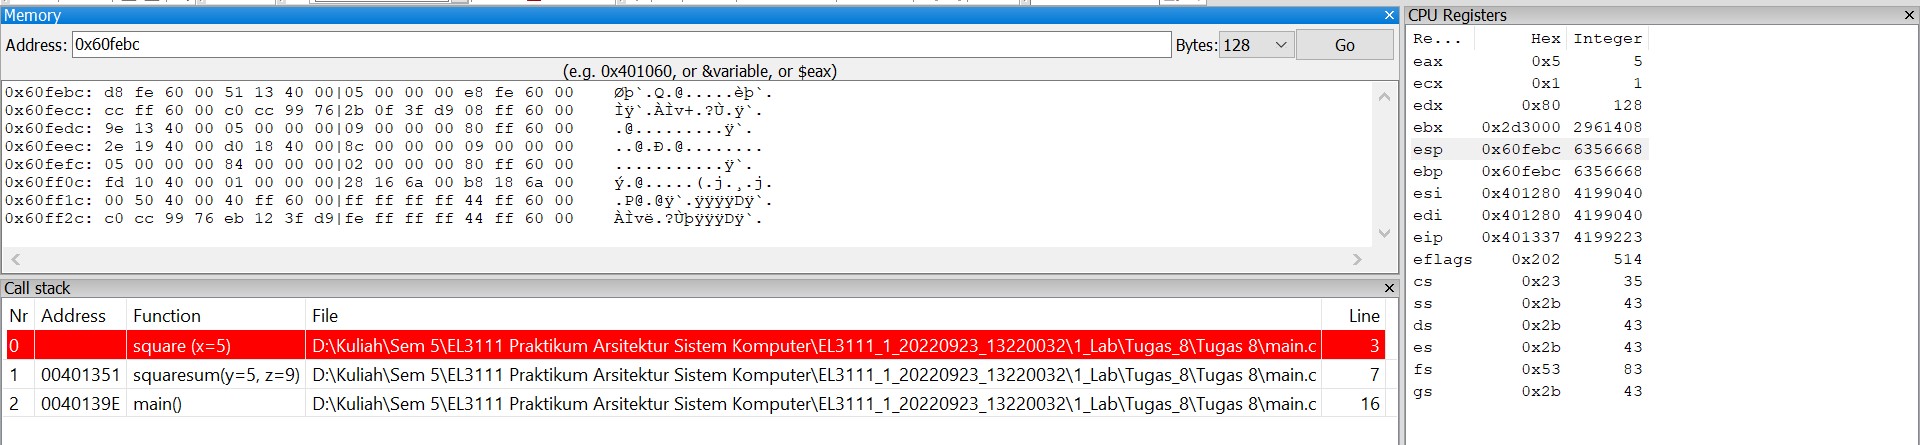 Memory
Address: 0x60febc Bytes: 128 Go
(e.g. 0x401060, or &variable, or $eax)
0x60febc: d8 fe 60 00 51 13 40 00|05 00 00 00 e8 fe 60 00 Øþ`.Q.@.....èþ`.
0x60fecc: cc ff 60 00 c0 cc 99 76|2b 0f 3f d9 08 ff 60 00 Ìÿ`.ÀÌv+.?Ù.ÿ`.
0x60fedc: 9e 13 40 00 05 00 00 00|09 00 00 00 80 ff 60 00 .@.........ÿ`.
0x60feec: 2e 19 40 00 d0 18 40 00|8c 00 00 00 09 00 00 00 ..@.Ð.@........
0x60fefc: 05 00 00 00 84 00 00 00|02 00 00 00 80 ff 60 00 ...........ÿ`.
0x60ff0c: fd 10 40 00 01 00 00 00|28 16 6a 00 b8 18 6a 00 ý.@.....(.j.¸.j.
0x60ff1c: 00 50 40 00 40 ff 60 00|ff ff ff ff 44 ff 60 00 .P@.@ÿ`.ÿÿÿÿDÿ`.
0x60ff2c: c0 cc 99 76 eb 12 3f d9|fe ff ff ff 44 ff 60 00 ÀÌvë.?ÙþÿÿÿDÿ`.
Call stack
Nr Address Function File Line
0 square (x=5) D:\Kuliah\Sem 5\EL3111 Praktikum Arsitektur Sistem Komputer\EL3111_1_20220923_13220032\1_Lab\Tugas_8\Tugas 8\main.c 3
1 00401351 squaresum(y=5, z=9) D:\Kuliah\Sem 5\EL3111 Praktikum Arsitektur Sistem Komputer\EL3111_1_20220923_13220032\1_Lab\Tugas_8\Tugas 8\main.c 7
2 0040139E main() D:\Kuliah\Sem 5\EL3111 Praktikum Arsitektur Sistem Komputer\EL3111_1_20220923_13220032\1_Lab\Tugas_8\Tugas 8\main.c 16
CPU Registers
Re... Hex Integer
eax 0x5 5
ecx 0x1 1
edx 0x80 128
ebx 0x2d3000 2961408
esp 0x60febc 6356668
ebp 0x60febc 6356668
esi 0x401280 4199040
edi 0x401280 4199040
eip 0x401337 4199223
eflags 0x202 514
cs 0x23 35
ss 0x2b 43
ds 0x2b 43
es 0x2b 43
fs 0x53 83
gs 0x2b 43